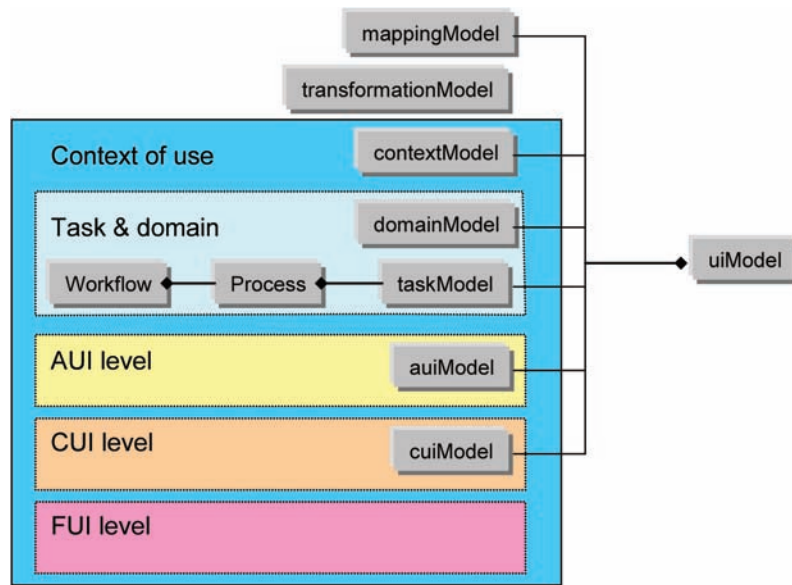 mappingModel
transformationModel
Context of use
contextModel
Task & domain
domainModel
Workflow
Process
taskModel
uiModel
AUI level
auiModel
CUI level
cuiModel
FUI level